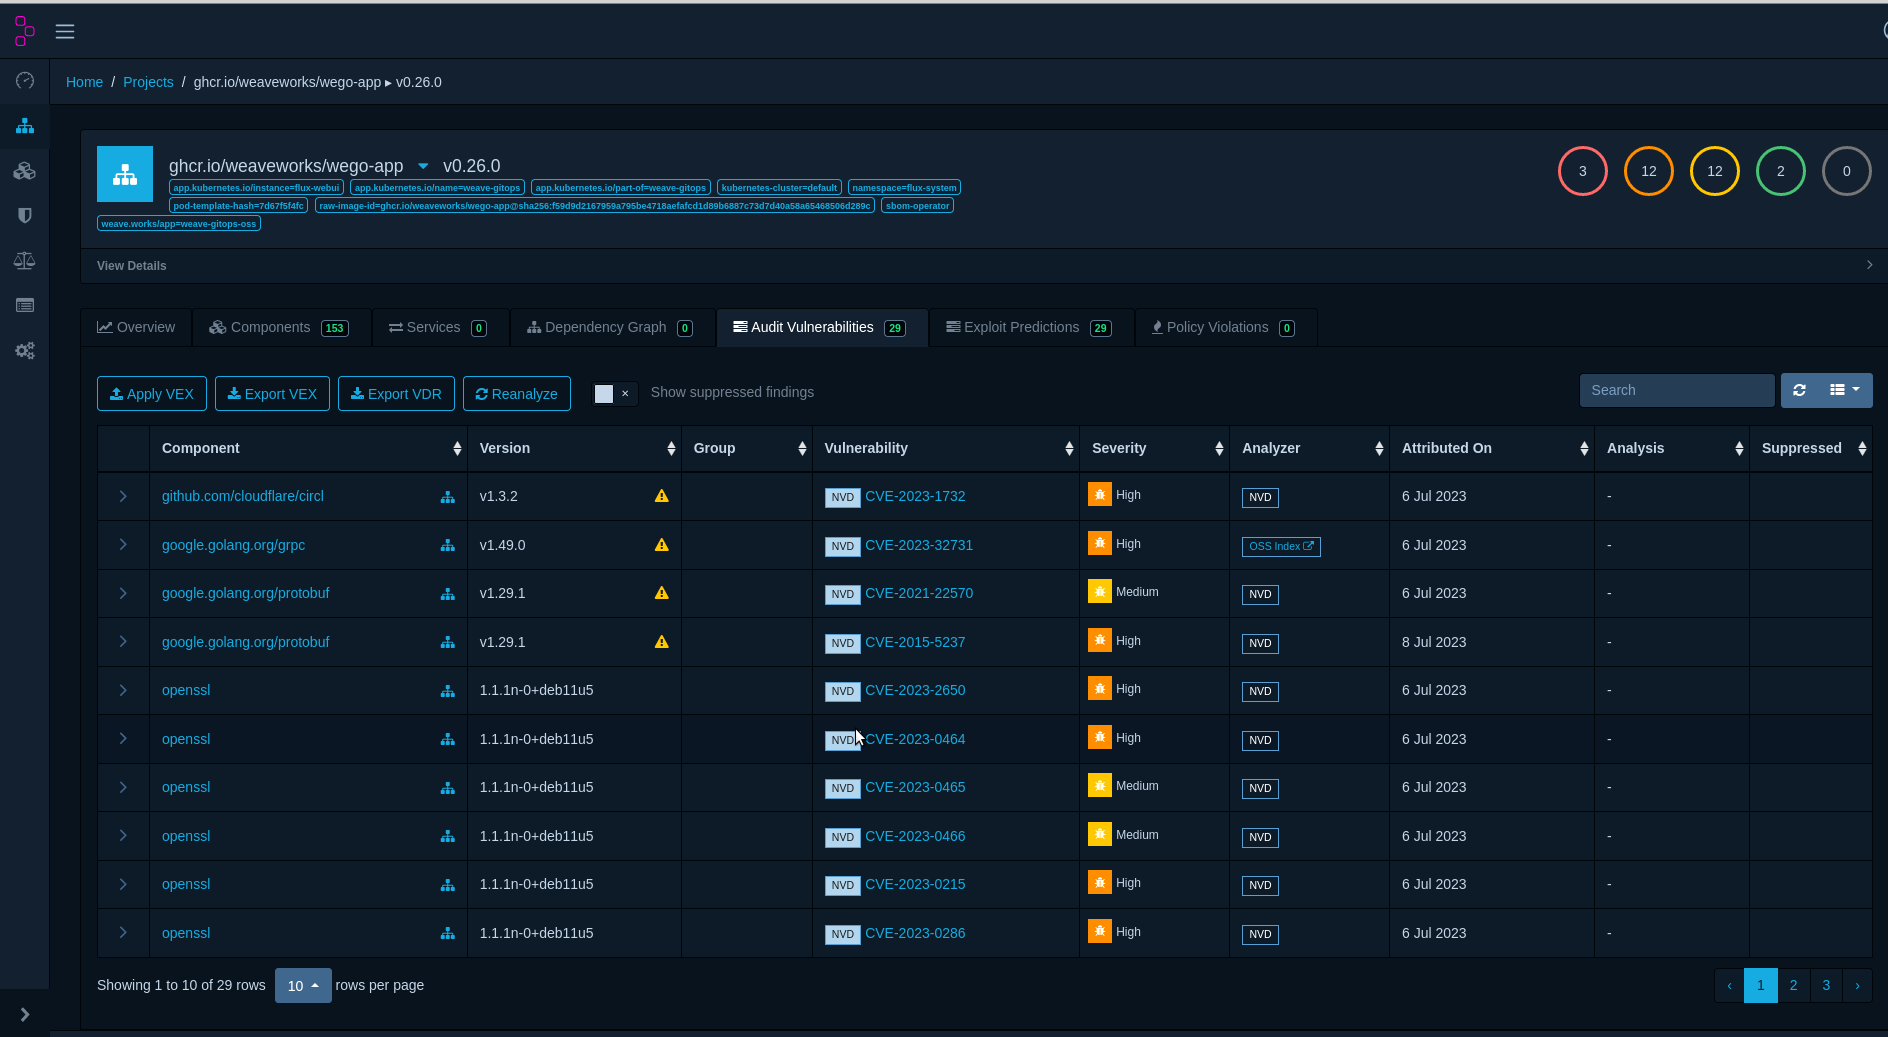 Home / Projects / ghcr.io/weaveworks/wego-app ▸ v0.26.0
ghcr.io/weaveworks/wego-app v0.26.0
3 12 12 2 0
app.kubernetes.io/instance=flux-webui app.kubernetes.io/name=weave-gitops app.kubernetes.io/part-of=weave-gitops kubernetes-cluster=default namespace=flux-system
pod-template-hash=7d67f5f4fc raw-image-id=ghcr.io/weaveworks/wego-app@sha256:f59d9d2167959a795be4718aefafcd1d89b6887c73d7d40a58a65468506d289c sbom-operator
weave.works/app=weave-gitops-oss
View Details
Overview Components 153 Services 0 Dependency Graph 0 Audit Vulnerabilities 29 Exploit Predictions 29 Policy Violations 0
Apply VEX Export VEX Export VDR Reanalyze × Show suppressed findings Search
Component Version Group Vulnerability Severity Analyzer Attributed On Analysis Suppressed
github.com/cloudflare/circl v1.3.2 NVD CVE-2023-1732 High NVD 6 Jul 2023 -
google.golang.org/grpc v1.49.0 NVD CVE-2023-32731 High OSS Index 6 Jul 2023 -
google.golang.org/protobuf v1.29.1 NVD CVE-2021-22570 Medium NVD 6 Jul 2023 -
google.golang.org/protobuf v1.29.1 NVD CVE-2015-5237 High NVD 8 Jul 2023 -
openssl 1.1.1n-0+deb11u5 NVD CVE-2023-2650 High NVD 6 Jul 2023 -
openssl 1.1.1n-0+deb11u5 NVD CVE-2023-0464 High NVD 6 Jul 2023 -
openssl 1.1.1n-0+deb11u5 NVD CVE-2023-0465 Medium NVD 6 Jul 2023 -
openssl 1.1.1n-0+deb11u5 NVD CVE-2023-0466 Medium NVD 6 Jul 2023 -
openssl 1.1.1n-0+deb11u5 NVD CVE-2023-0215 High NVD 6 Jul 2023 -
openssl 1.1.1n-0+deb11u5 NVD CVE-2023-0286 High NVD 6 Jul 2023 -
Showing 1 to 10 of 29 rows 10 rows per page ‹ 1 2 3 ›